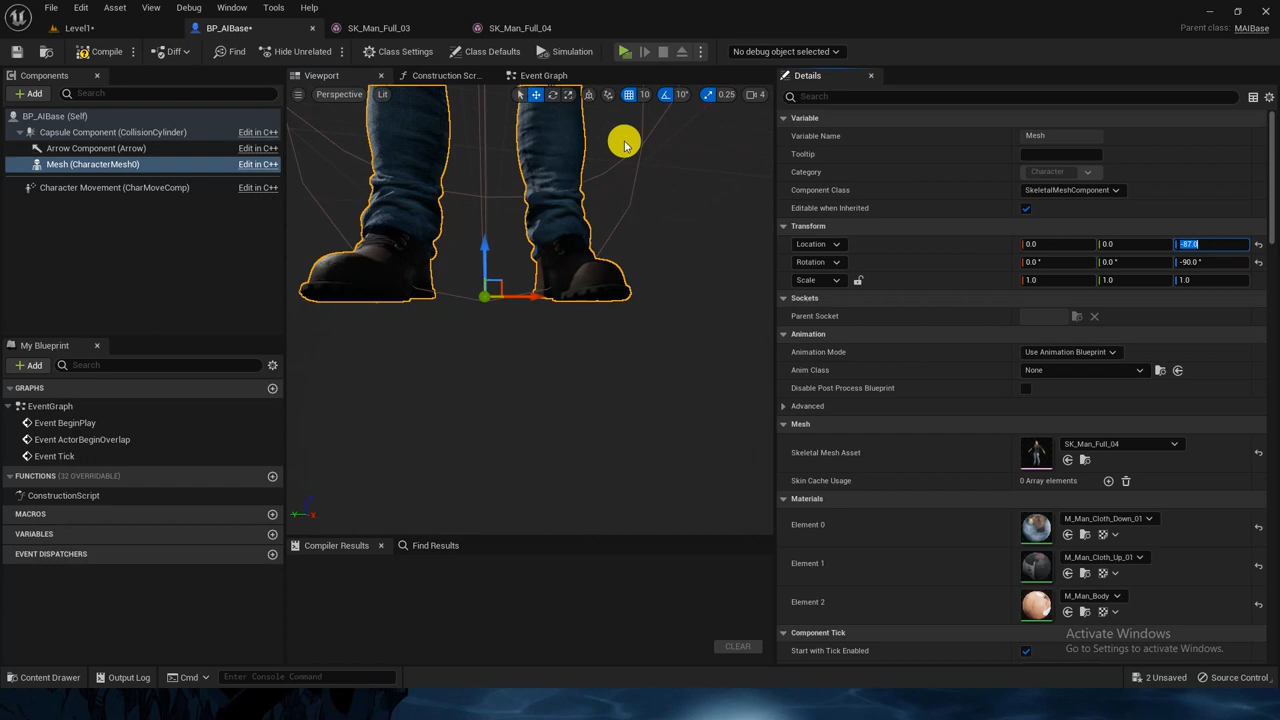 File Edit Asset View Debug Window Tools Help
Level1• BP_AIBase• SK_Man_Full_03 SK_Man_Full_04 Parent class: MAIBase
Compile Diff Find Hide Unrelated Class Settings Class Defaults Simulation No debug object selected
Components Viewport Construction Scr... Event Graph Details
Add Search Perspective Lit 10 10° 0.25 4 Search
BP_AIBase (Self) Variable
Capsule Component (CollisionCylinder) Edit in C++ Variable Name Mesh
Arrow Component (Arrow) Edit in C++ Tooltip
Mesh (CharacterMesh0) Edit in C++ Category Character
Character Movement (CharMoveComp) Edit in C++ Component Class SkeletalMeshComponent
Editable when Inherited
Transform
Location 0.0 0.0 -87.0
Rotation 0.0 ° 0.0 ° -90.0 °
Scale 1.0 1.0 1.0
Sockets
Parent Socket
Animation
My Blueprint Animation Mode Use Animation Blueprint
Add Search Anim Class None
GRAPHS Disable Post Process Blueprint
EventGraph Advanced
Event BeginPlay Mesh
Event ActorBeginOverlap Skeletal Mesh Asset SK_Man_Full_04
Event Tick
FUNCTIONS (32 OVERRIDABLE) Skin Cache Usage 0 Array elements
ConstructionScript Materials
MACROS Element 0 M_Man_Cloth_Down_01
VARIABLES
Compiler Results Find Results
EVENT DISPATCHERS Element 1 M_Man_Cloth_Up_01
Element 2 M_Man_Body
Component Tick
CLEAR Start with Tick Enabled
Activate Windows
Go to Settings to activate Windows.
Content Drawer Output Log Cmd Enter Console Command 2 Unsaved Source Control